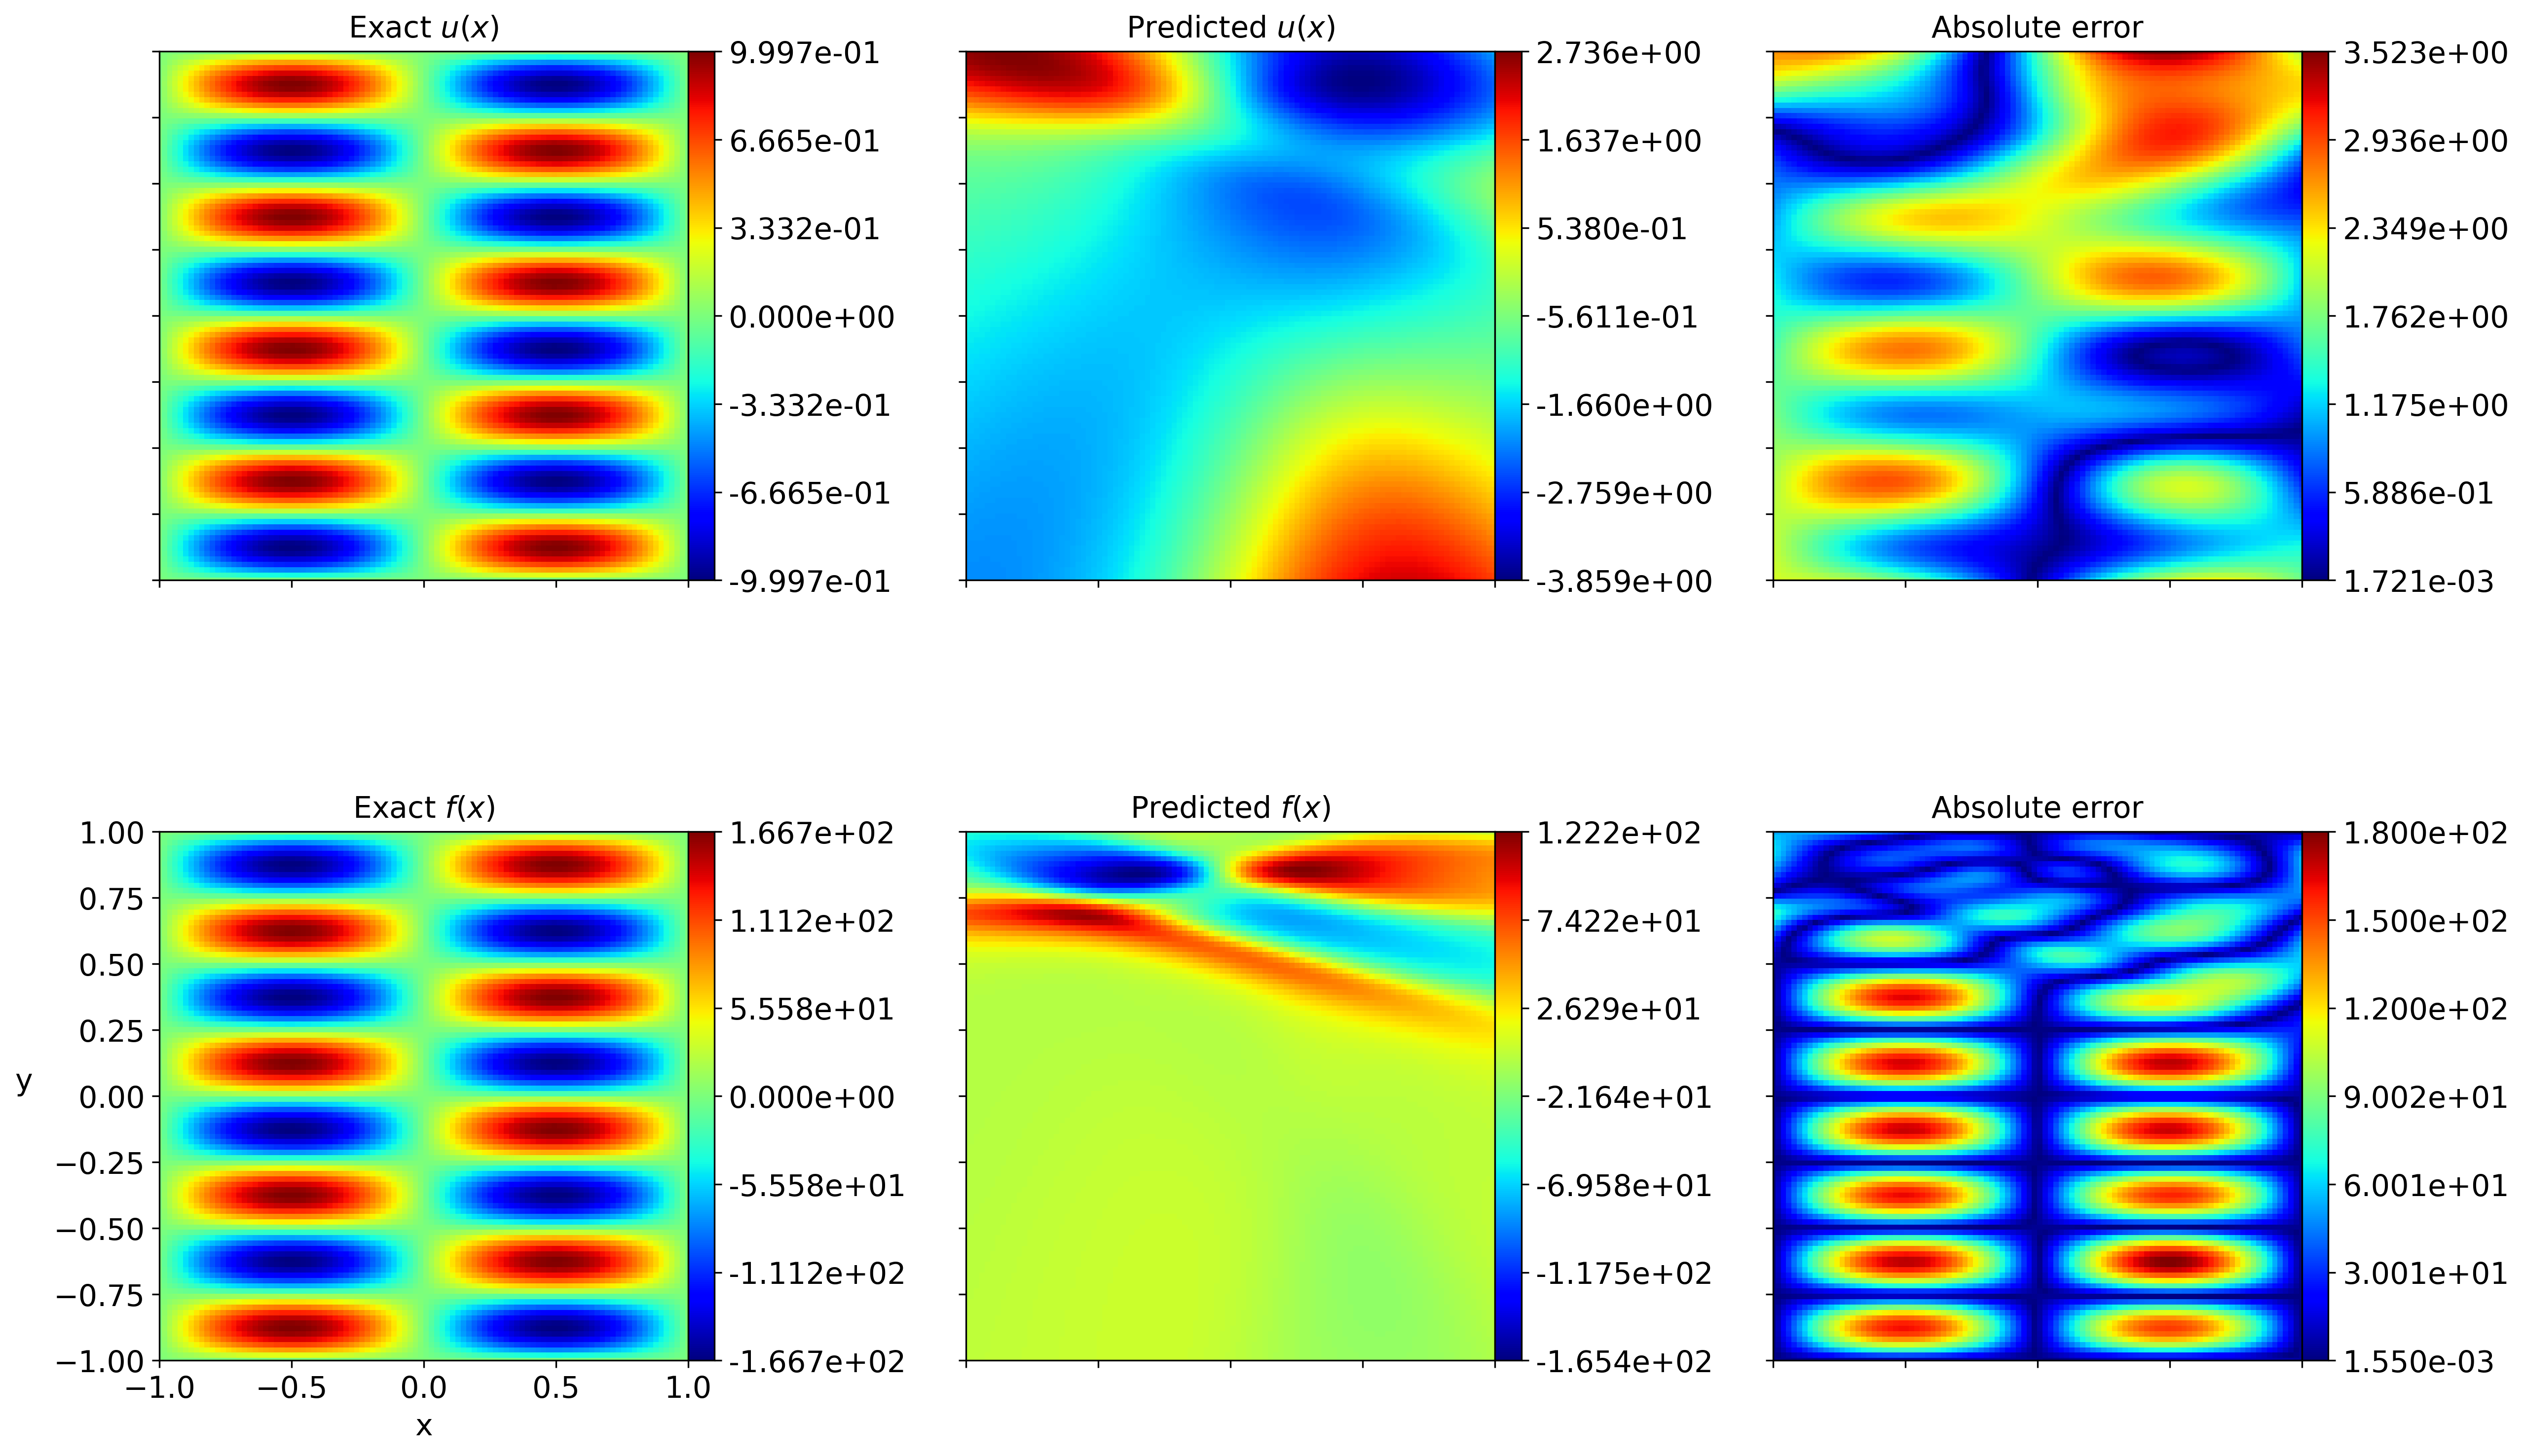 Exact u(x)
9.997e-01
6.665e-01
3.332e-01
0.000e+00
-3.332e-01
-6.665e-01
-9.997e-01
Predicted u(x)
2.736e+00
1.637e+00
5.380e-01
-5.611e-01
-1.660e+00
-2.759e+00
-3.859e+00
Absolute error
3.523e+00
2.936e+00
2.349e+00
1.762e+00
1.175e+00
5.886e-01
1.721e-03
Exact f(x)
1.00
0.75
0.50
0.25
0.00
−0.25
−0.50
−0.75
−1.00
y
−1.0 −0.5 0.0 0.5 1.0
x
1.667e+02
1.112e+02
5.558e+01
0.000e+00
-5.558e+01
-1.112e+02
-1.667e+02
Predicted f(x)
1.222e+02
7.422e+01
2.629e+01
-2.164e+01
-6.958e+01
-1.175e+02
-1.654e+02
Absolute error
1.800e+02
1.500e+02
1.200e+02
9.002e+01
6.001e+01
3.001e+01
1.550e-03